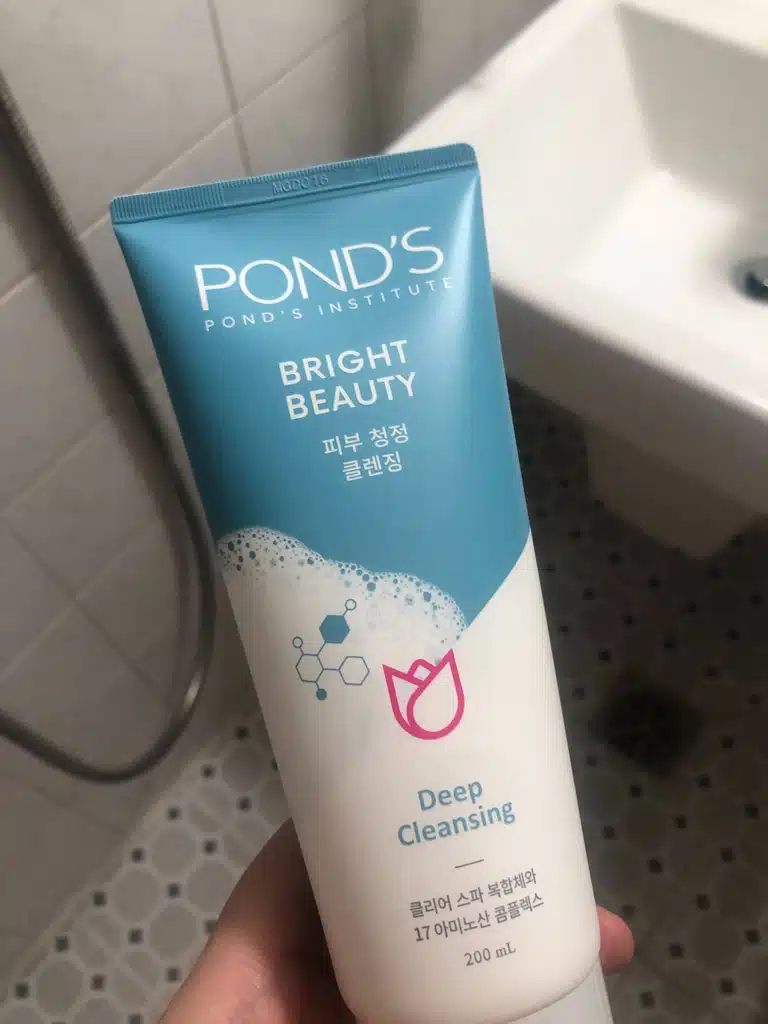 MGD016
POND'S
POND'S INSTITUTE
BRIGHT
BEAUTY
피부 청정
클렌징
Deep
Cleansing
클리어 스파 복합체와
17 아미노산 콤플렉스
200 mL